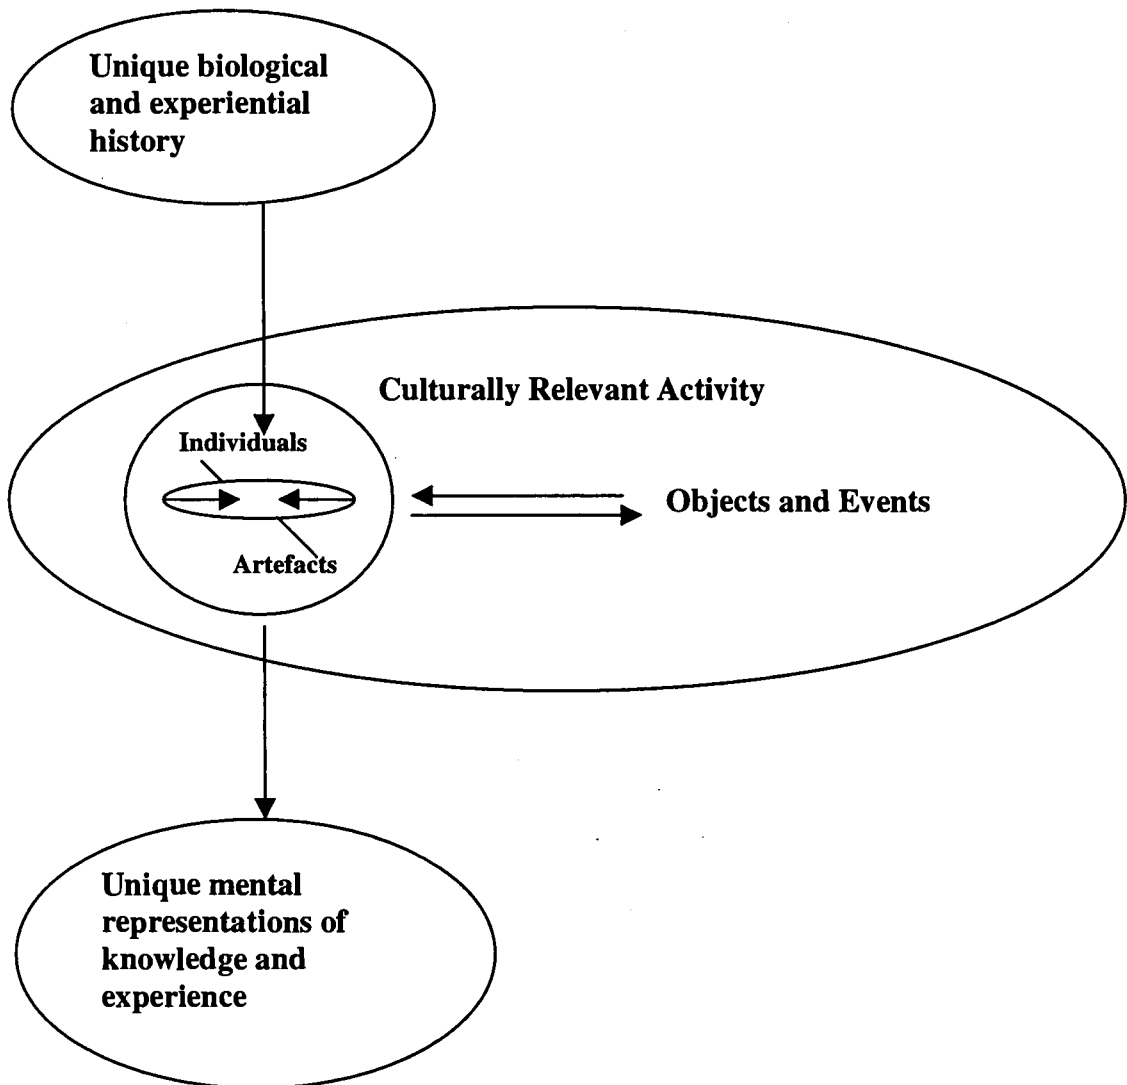 Unique biological
and experiential
history
Culturally Relevant Activity
Individuals
Objects and Events
Artefacts
Unique mental
representations of
knowledge and
experience